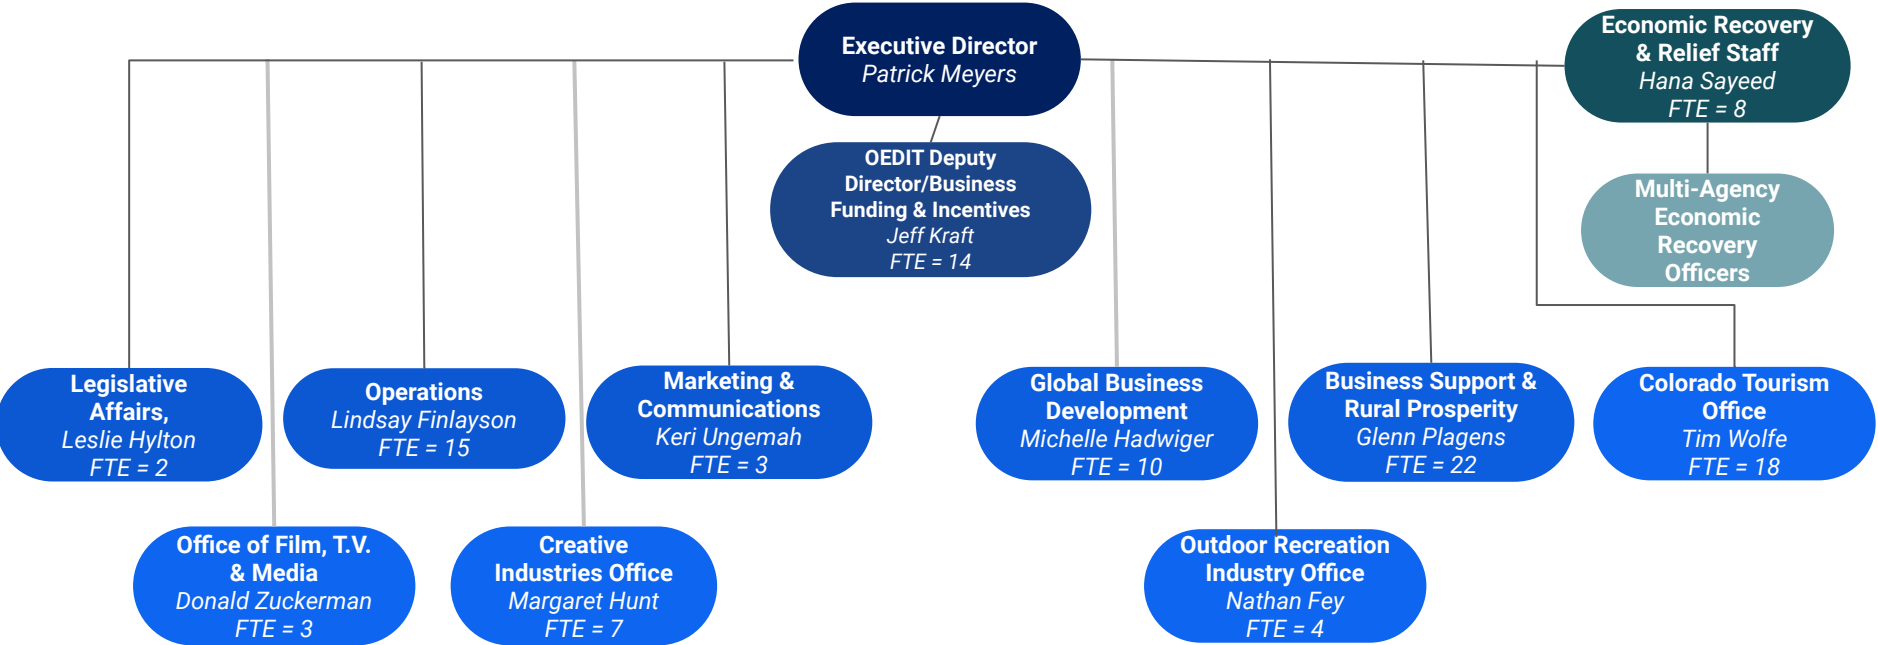 Executive Director
Patrick Meyers
Economic Recovery
& Relief Staff
Hana Sayeed
FTE = 8
OEDIT Deputy
Director/Business
Funding & Incentives
Jeff Kraft
FTE = 14
Multi-Agency
Economic
Recovery
Officers
Legislative
Affairs,
Leslie Hylton
FTE = 2
Operations
Lindsay Finlayson
FTE = 15
Marketing &
Communications
Keri Ungemah
FTE = 3
Global Business
Development
Michelle Hadwiger
FTE = 10
Business Support &
Rural Prosperity
Glenn Plagens
FTE = 22
Colorado Tourism
Office
Tim Wolfe
FTE = 18
Office of Film, T.V.
& Media
Donald Zuckerman
FTE = 3
Creative
Industries Office
Margaret Hunt
FTE = 7
Outdoor Recreation
Industry Office
Nathan Fey
FTE = 4